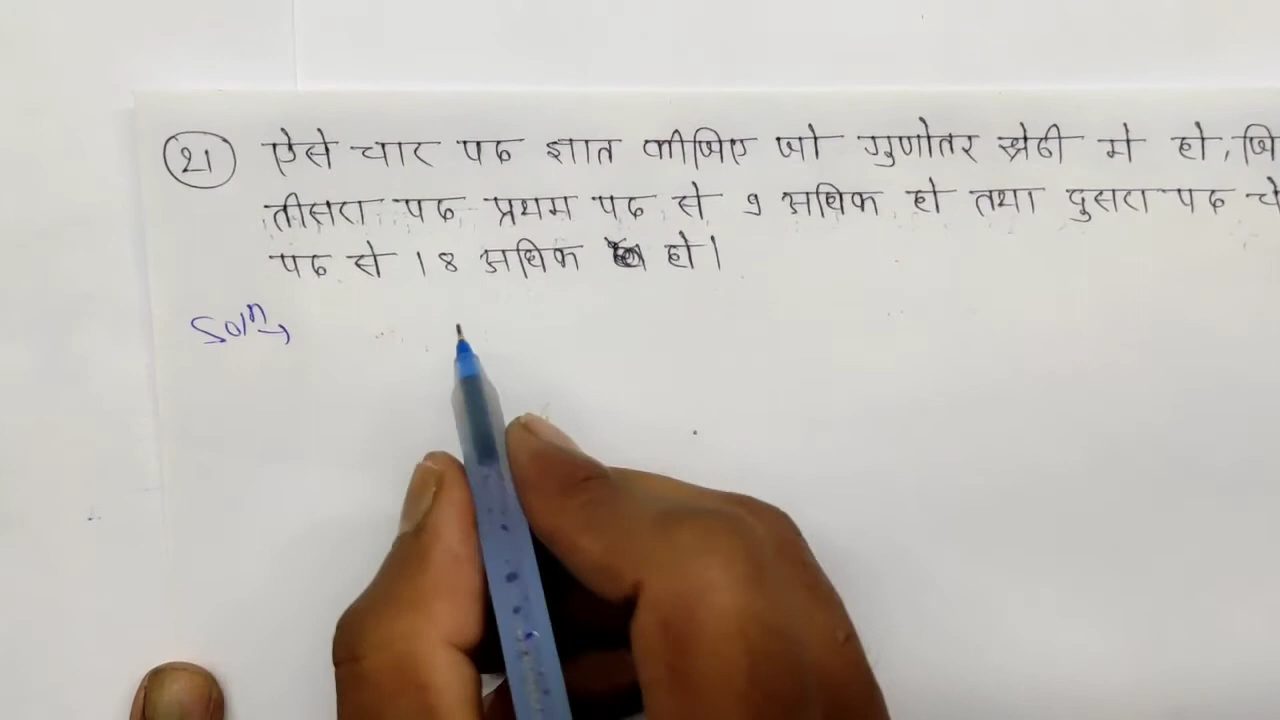 21 ऐसे चार पद ज्ञात कीजिए जो गुणोतर श्रेढी मे हो, जि
तीसरा पद प्रथम पद से 9 अधिक हो तथा दुसरा पद चे
पद से 18 अधिक हो।
Solⁿ→